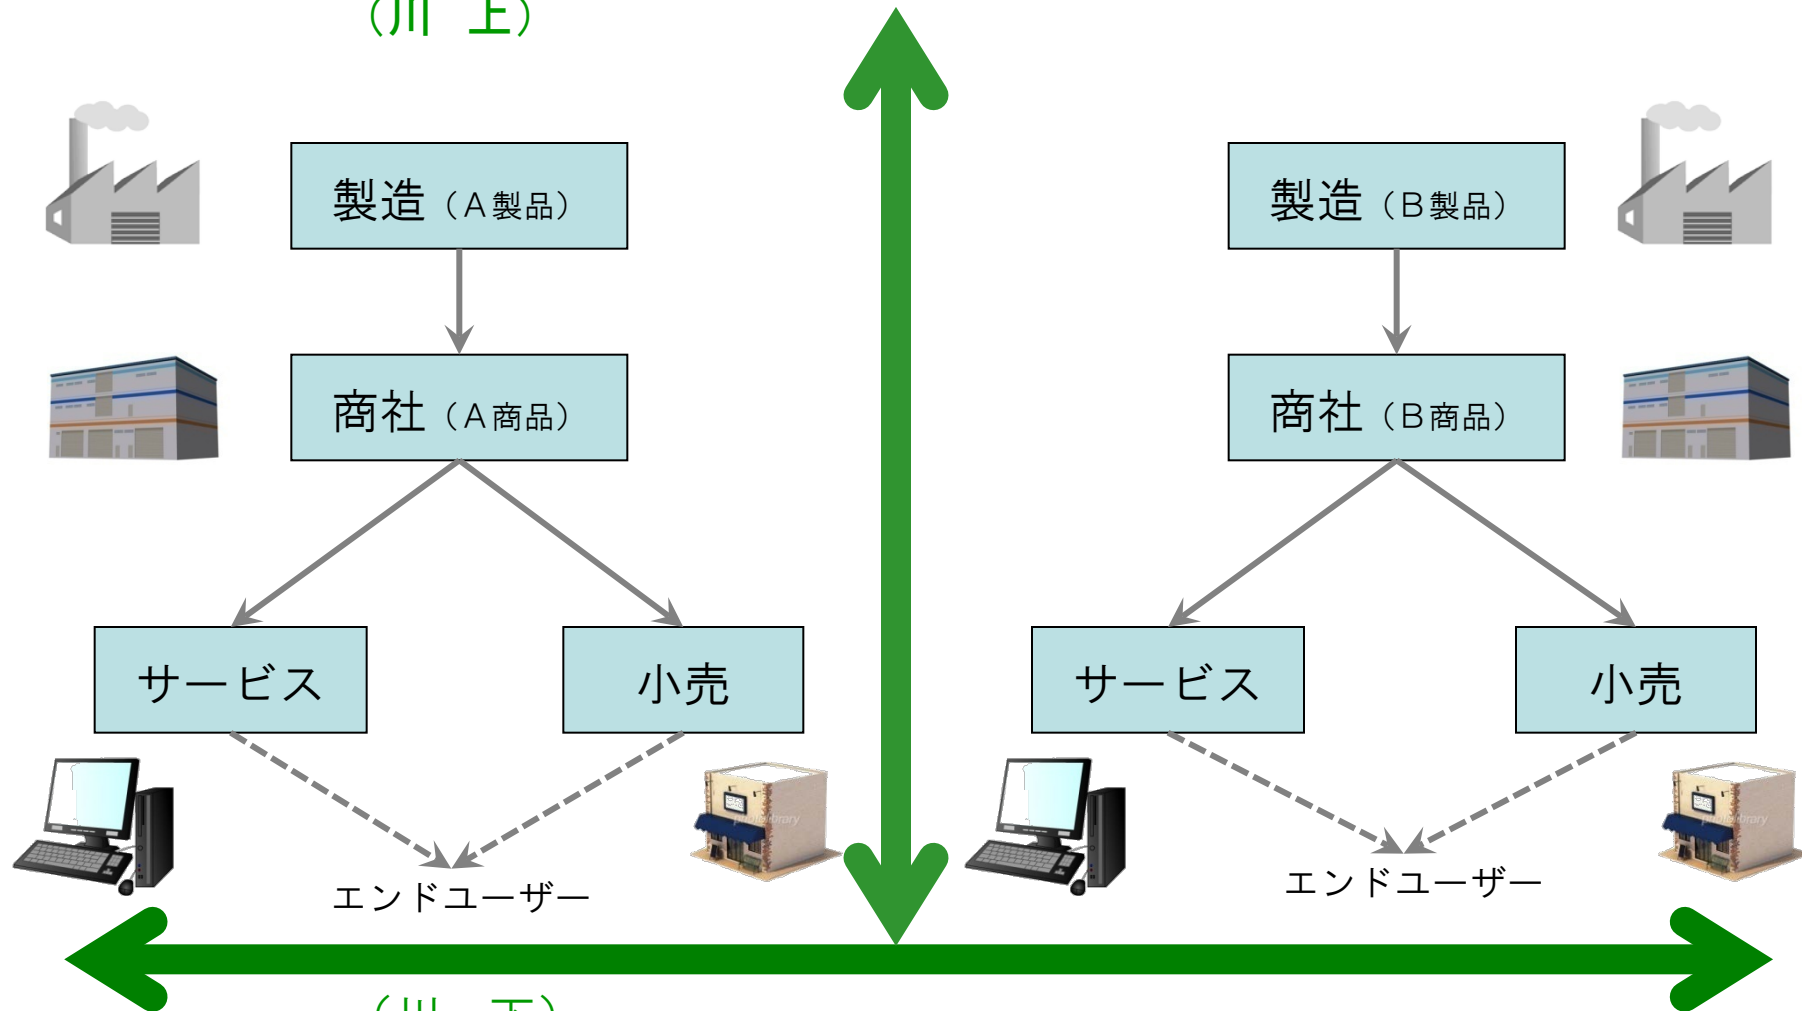 （川　上）
製造（Ａ製品）
製造（Ｂ製品）
商社（Ａ商品）
商社（Ｂ商品）
サービス
小売
サービス
小売
photolibrary
photolibrary
エンドユーザー
エンドユーザー
（川　下）